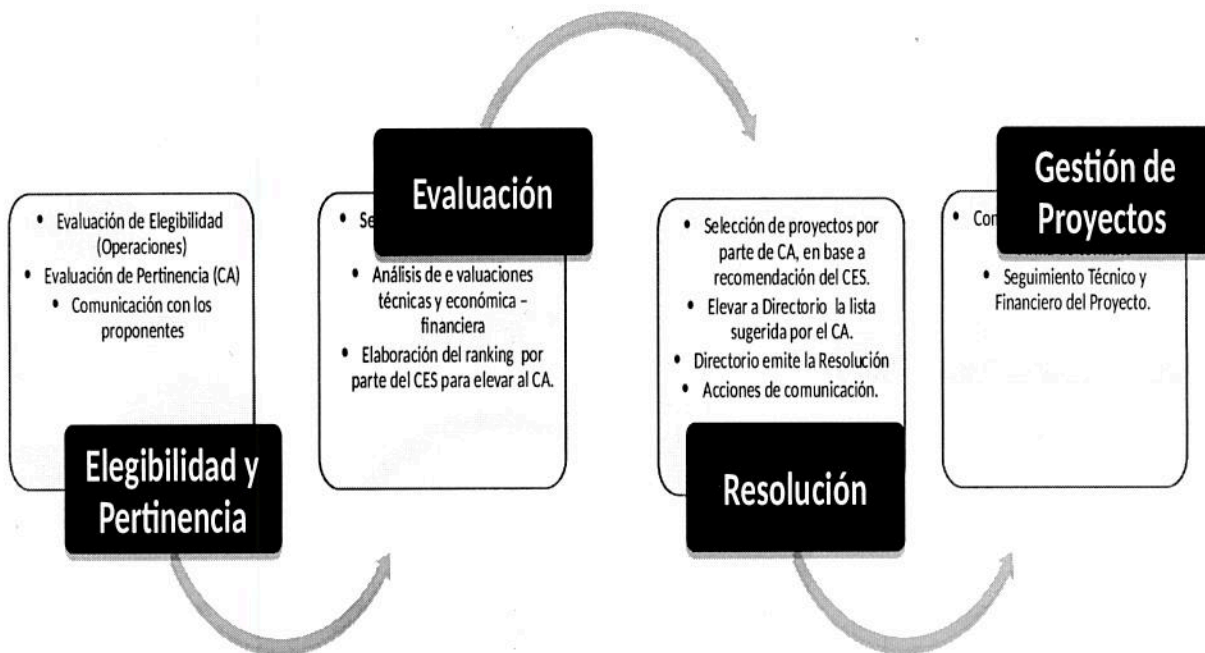 Elegibilidad y
Pertinencia
• Evaluación de Elegibilidad
(Operaciones)
• Evaluación de Pertinencia (CA)
• Comunicación con los
proponentes
Evaluación
•
• Análisis de e valuaciones
técnicas y económica –
financiera
• Elaboración del ranking por
parte del CES para elevar al CA.
Resolución
• Selección de proyectos por
parte de CA, en base a
recomendación del CES.
• Elevar a Directorio la lista
sugerida por el CA.
• Directorio emite la Resolución
• Acciones de comunicación.
Gestión de
Proyectos
•
• Seguimiento Técnico y
Financiero del Proyecto.